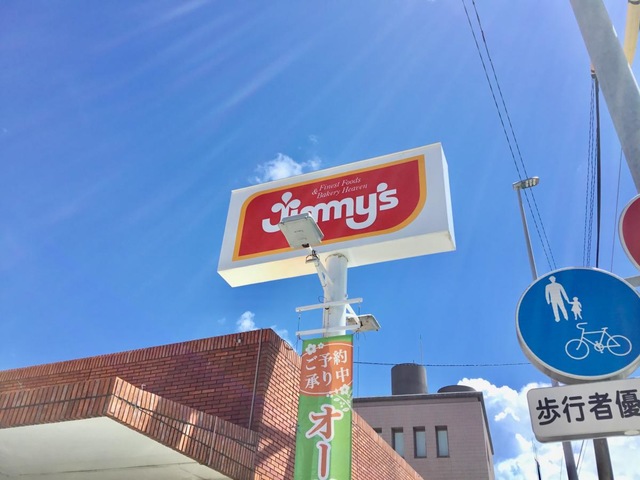 Finest Foods
& Bakery Heaven
Jimmy's
ご予約
承り中
オー
歩行者優